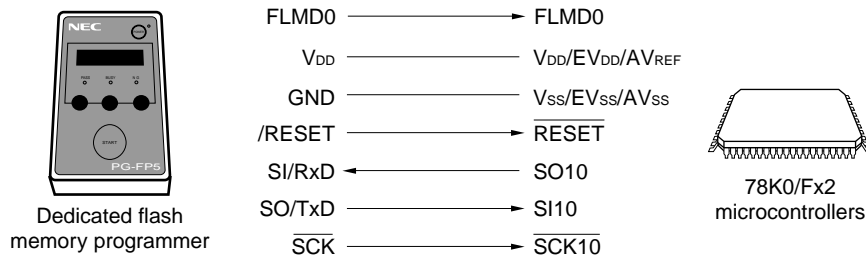 NEC
FLMD0 FLMD0
VDD VDD/EVDD/AVREF
GND VSS/EVSS/AVSS
/RESET RESET
SI/RxD SO10
SO/TxD SI10
SCK SCK10
START
PG-FP5
Dedicated flash
memory programmer
78K0/Fx2
microcontrollers